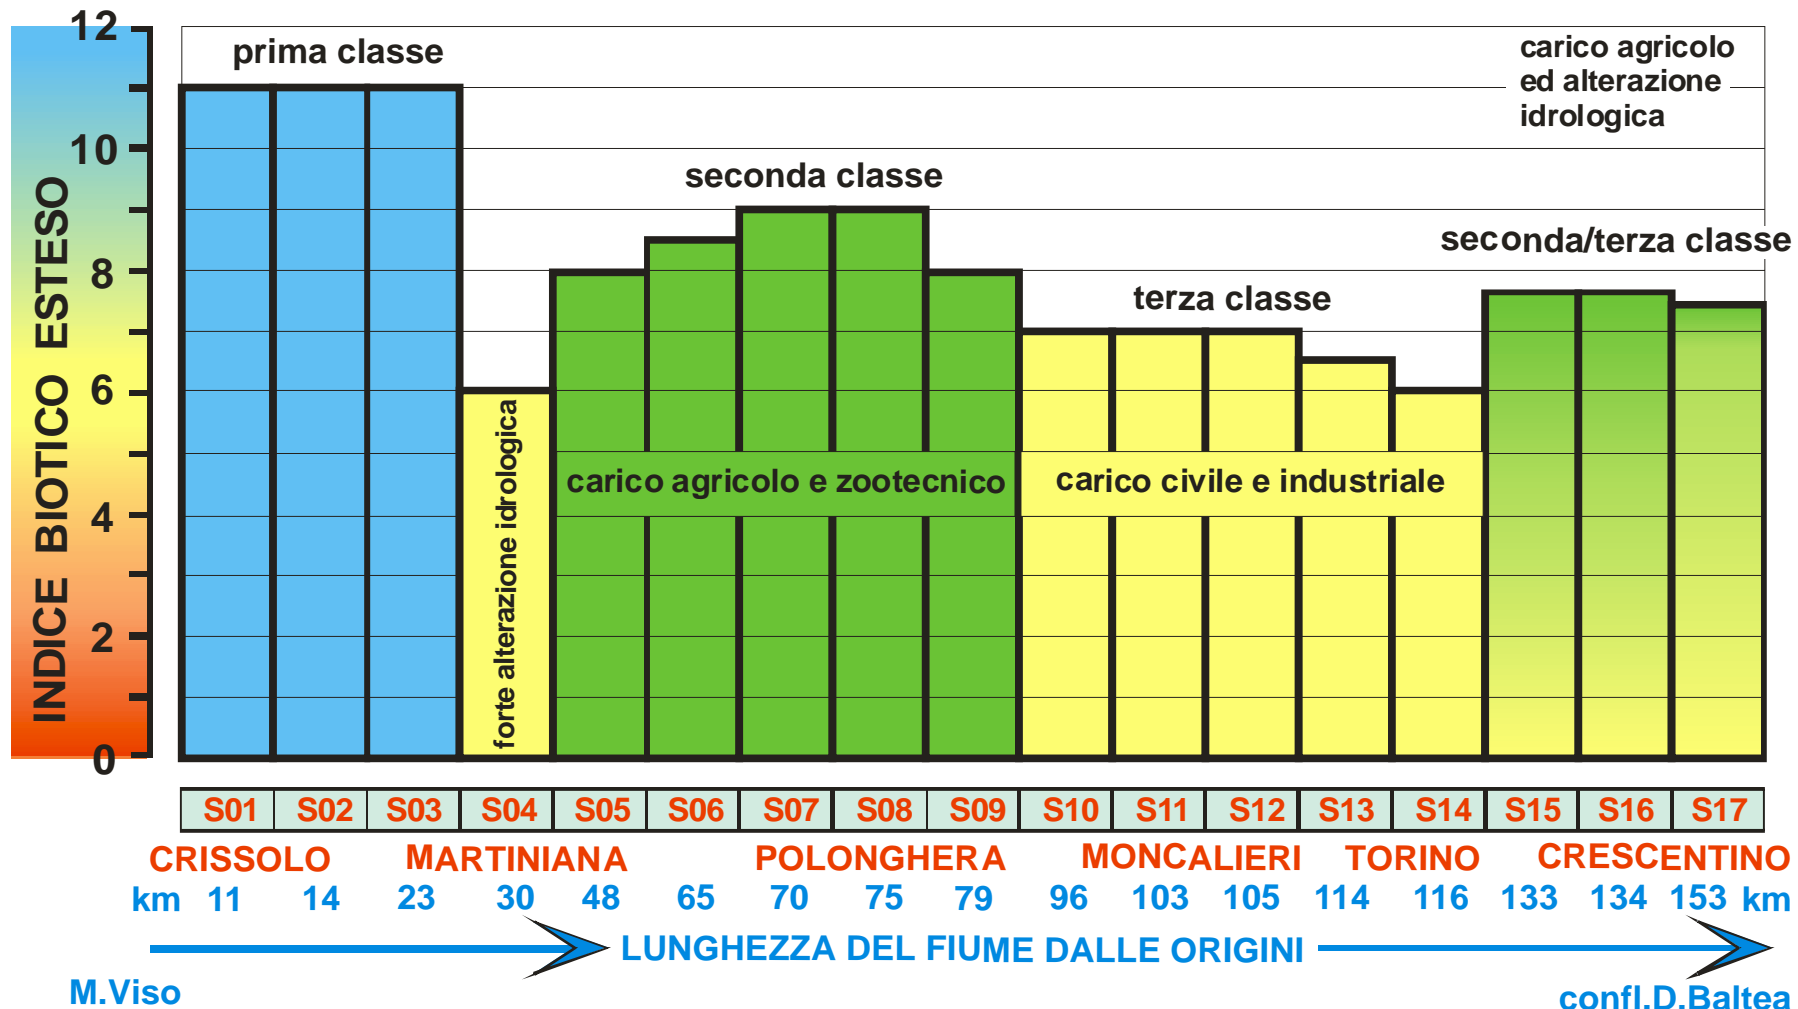 12
10
8
6
4
2
0
INDICE BIOTICO ESTESO
prima classe
carico agricolo
ed alterazione
idrologica
seconda classe
seconda/terza classe
terza classe
forte alterazione idrologica
carico agricolo e zootecnico
carico civile e industriale
S01 S02 S03 S04 S05 S06 S07 S08 S09 S10 S11 S12 S13 S14 S15 S16 S17
CRISSOLO MARTINIANA POLONGHERA MONCALIERI TORINO CRESCENTINO
km 11 14 23 30 48 65 70 75 79 96 103 105 114 116 133 134 153 km
LUNGHEZZA DEL FIUME DALLE ORIGINI
M.Viso
confl.D.Baltea